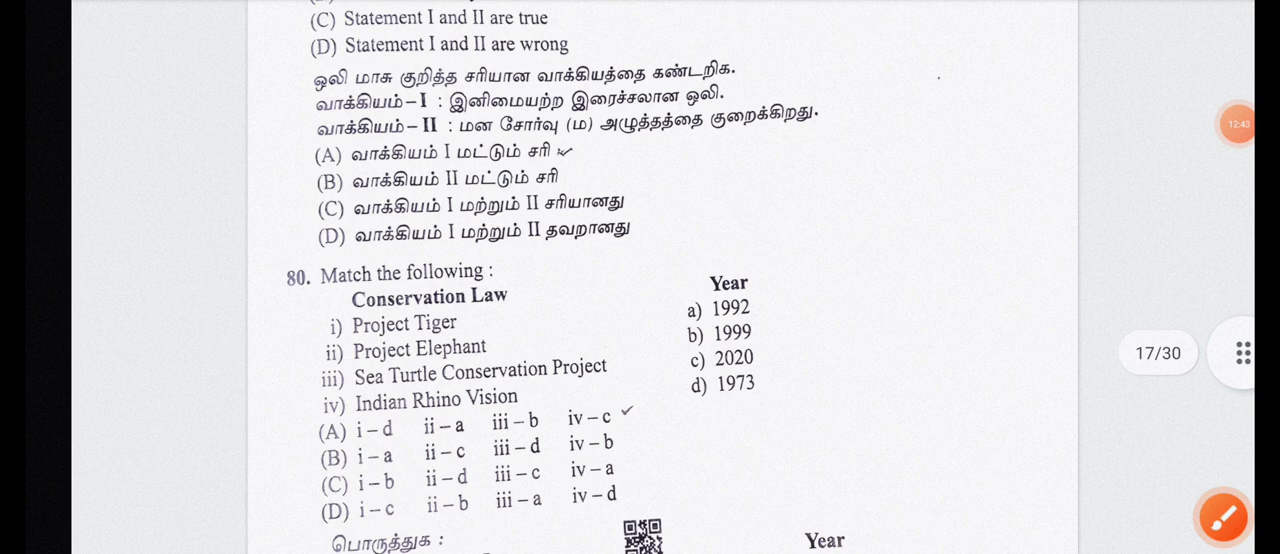 (C) Statement I and II are true
(D) Statement I and II are wrong
ஒலி மாசு குறித்த சரியான வாக்கியத்தை கண்டறிக.
வாக்கியம்–I : இனிமையற்ற இரைச்சலான ஒலி.
வாக்கியம்–II : மன சோர்வு (ம) அழுத்தத்தை குறைக்கிறது.
(A) வாக்கியம் I மட்டும் சரி
(B) வாக்கியம் II மட்டும் சரி
(C) வாக்கியம் I மற்றும் II சரியானது
(D) வாக்கியம் I மற்றும் II தவறானது
12:43
80. Match the following :
Conservation Law Year
i) Project Tiger a) 1992
ii) Project Elephant b) 1999
iii) Sea Turtle Conservation Project c) 2020
iv) Indian Rhino Vision d) 1973
(A) i – d ii – a iii – b iv – c
(B) i – a ii – c iii – d iv – b
(C) i – b ii – d iii – c iv – a
(D) i – c ii – b iii – a iv – d
17/30
பொருத்துக :
Year